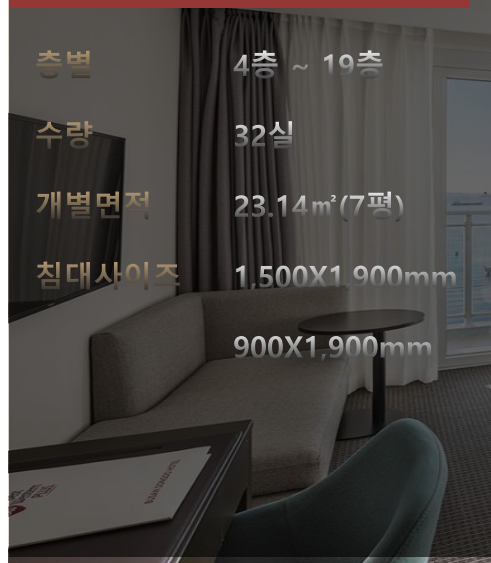 층별 4층 ~ 19층
수량 32실
개별면적 23.14㎡(7평)
침대사이즈 1,500X1,900mm
900X1,900mm